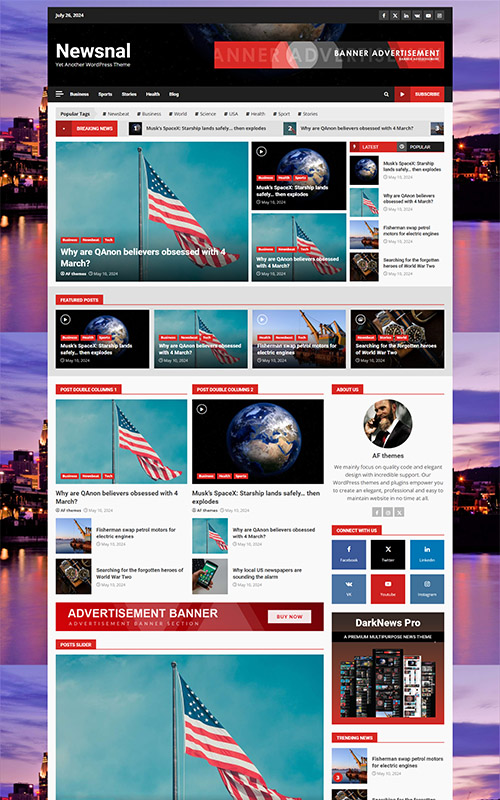 July 26, 2024
Newsnal
Yet Another WordPress Theme
BANNER ADVERTISEMENT
Business Sports Stories Health Blog
SUBSCRIBE
Popular Tags # Newsbeat # Business # World # Science # USA # Health # Sport # Stories
BREAKING NEWS
1 Musk's SpaceX: Starship lands safely... then explodes
2 Why are QAnon believers obsessed with 4 March?
3
Business Newsbeat Tech
Why are QAnon believers obsessed with 4
March?
AF themes May 10, 2024
Business Health Sports
Musk's SpaceX: Starship lands
safely... then explodes
May 10, 2024
Business Newsbeat Tech
Why are QAnon believers
obsessed with 4 March?
May 10, 2024
LATEST POPULAR
Musk's SpaceX: Starship
lands safely... then
explodes
May 10, 2024
Why are QAnon believers
obsessed with 4 March?
May 10, 2024
Fisherman swap petrol
motors for electric engines
May 10, 2024
Searching for the forgotten
heroes of World War Two
May 10, 2024
FEATURED POSTS
Business Health Sports
Musk's SpaceX: Starship lands
safely... then explodes
May 10, 2024
Business Newsbeat Tech
Why are QAnon believers
obsessed with 4 March?
May 10, 2024
Health Newsbeat Tech
Fisherman swap petrol motors for
electric engines
May 10, 2024
Newsbeat Stories World
Searching for the forgotten heroes
of World War Two
May 10, 2024
POST DOUBLE COLUMNS 1
Business Newsbeat Tech
Why are QAnon believers obsessed with 4
March?
AF themes May 10, 2024
Fisherman swap petrol motors for
electric engines
May 10, 2024
Searching for the forgotten heroes of
World War Two
May 10, 2024
POST DOUBLE COLUMNS 2
Business Health Sports
Musk's SpaceX: Starship lands safely... then
explodes
AF themes May 10, 2024
Why are QAnon believers
obsessed with 4 March?
May 10, 2024
Why local US newspapers are
sounding the alarm
May 10, 2024
ABOUT US
AF themes
We mainly focus on quality code and elegant
design with incredible support. Our
WordPress themes and plugins empower you
to create an elegant, professional and easy to
maintain website in no time at all.
CONNECT WITH US
Facebook Twitter Linkedin
VK Youtube Instagram
ADVERTISEMENT BANNER
ADVERTISEMENT BANNER SECTION
BUY NOW
DarkNews Pro
A PREMIUM MULTIPURPOSE NEWS THEME
POSTS SLIDER
TRENDING NEWS
Fisherman swap petrol motors
for electric engines
May 10, 2024
3
Musk's SpaceX: Starship lands